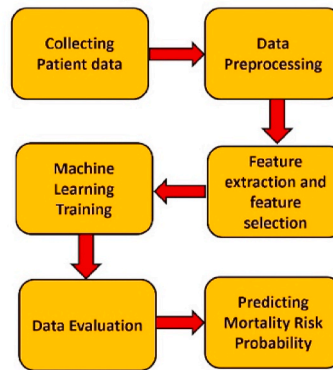 Collecting
Patient data
Data
Preprocessing
Feature
extraction and
feature
selection
Machine
Learning
Training
Data Evaluation
Predicting
Mortality Risk
Probability